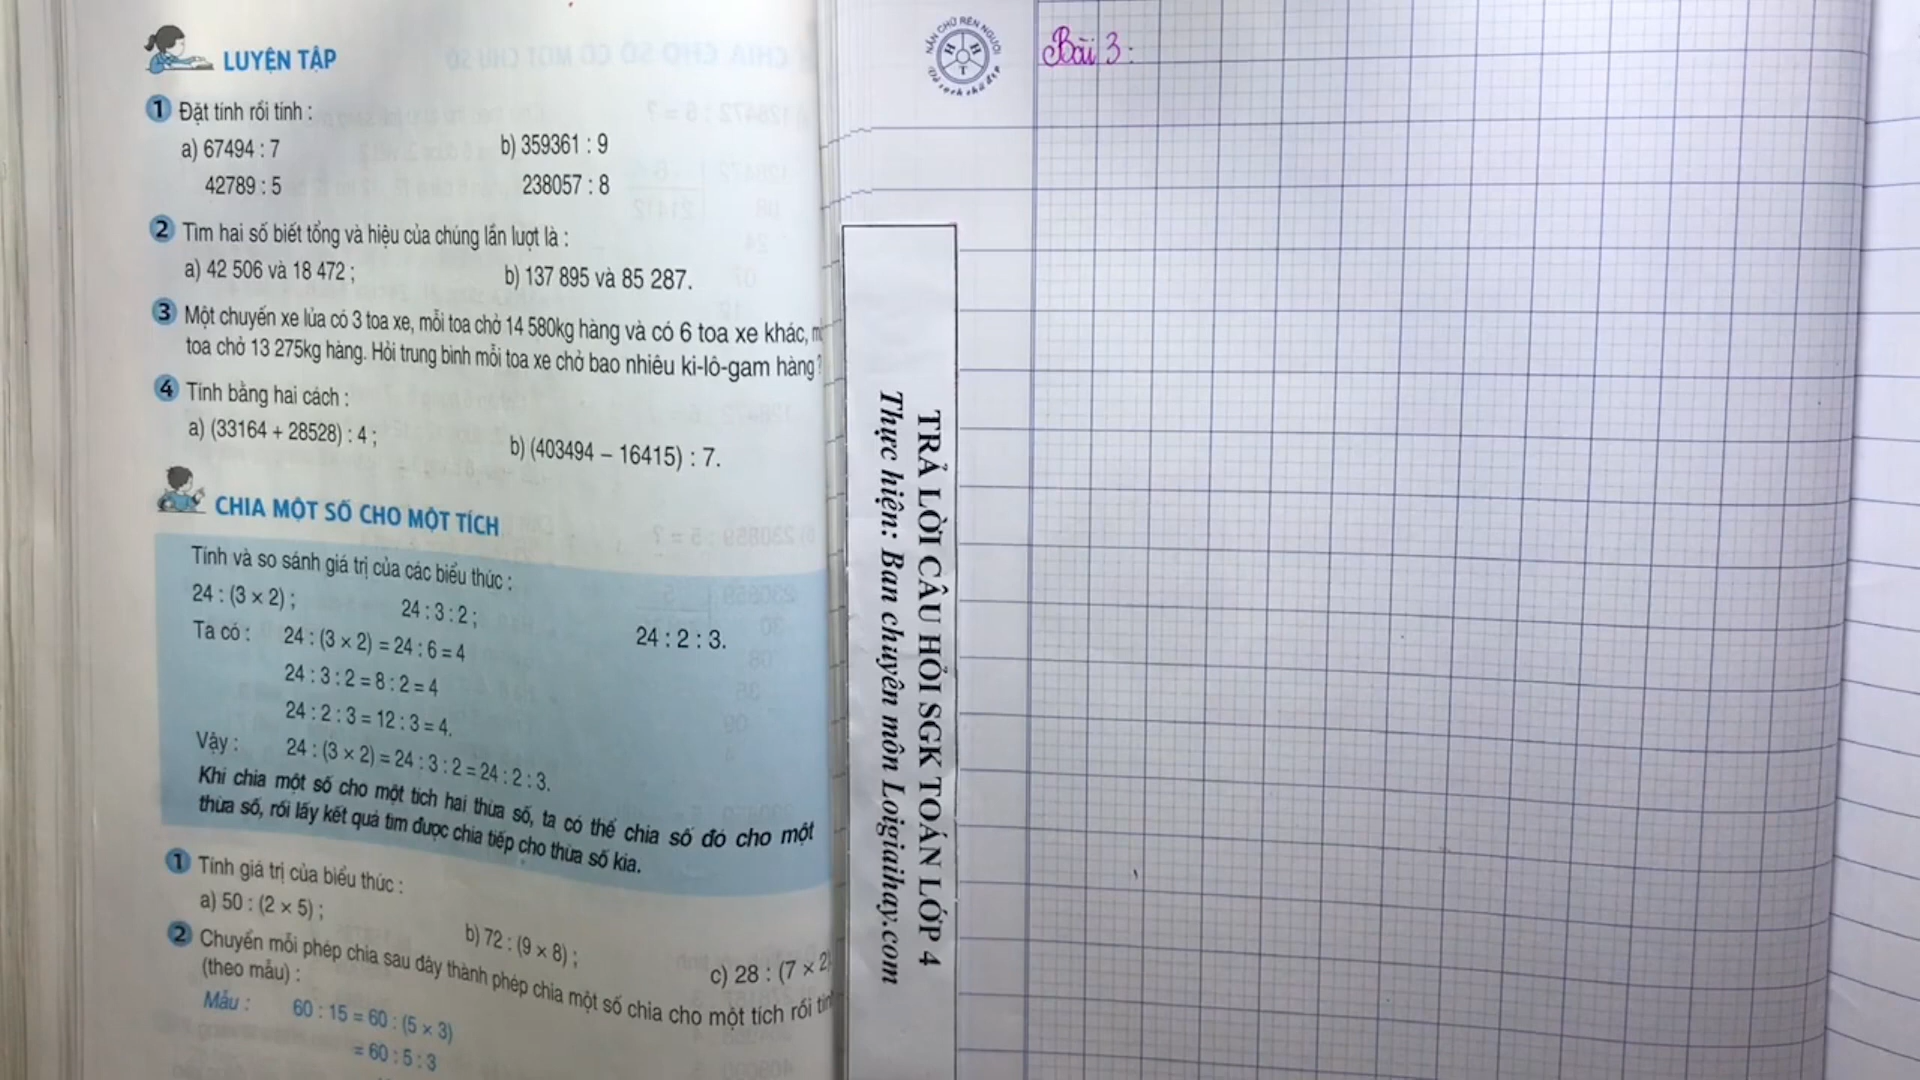 LUYỆN TẬP
1 Đặt tính rồi tính :
a) 67494 : 7
b) 359361 : 9
42789 : 5
238057 : 8
2 Tìm hai số biết tổng và hiệu của chúng lần lượt là :
a) 42 506 và 18 472 ;
b) 137 895 và 85 287.
3 Một chuyến xe lửa có 3 toa xe, mỗi toa chở 14 580kg hàng và có 6 toa xe khác,
toa chở 13 275kg hàng. Hỏi trung bình mỗi toa xe chở bao nhiêu ki-lô-gam hàng ?
4 Tính bằng hai cách :
a) (33164 + 28528) : 4 ;
b) (403494 – 16415) : 7.
CHIA MỘT SỐ CHO MỘT TÍCH
Tính và so sánh giá trị của các biểu thức :
24 : (3 × 2) ;
24 : 3 : 2 ;
24 : 2 : 3.
Ta có :
24 : (3 × 2) = 24 : 6 = 4
24 : 3 : 2 = 8 : 2 = 4
24 : 2 : 3 = 12 : 3 = 4.
Vậy :
24 : (3 × 2) = 24 : 3 : 2 = 24 : 2 : 3.
Khi chia một số cho một tích hai thừa số, ta có thể chia số đó cho một
thừa số, rồi lấy kết quả tìm được chia tiếp cho thừa số kia.
1 Tính giá trị của biểu thức :
a) 50 : (2 × 5) ;
b) 72 : (9 × 8) ;
c) 28 : (7 × 2)
2 Chuyển mỗi phép chia sau đây thành phép chia một số chia cho một tích rồi tín
(theo mẫu) :
Mẫu :
60 : 15 = 60 : (5 × 3)
= 60 : 5 : 3
NẮN CHỮ RÈN NGƯỜI
H H T
Vở sạch chữ đẹp
TRẢ LỜI CÂU HỎI SGK TOÁN LỚP 4
Thực hiện: Ban chuyên môn Loigiaihay.com
Bài 3 :